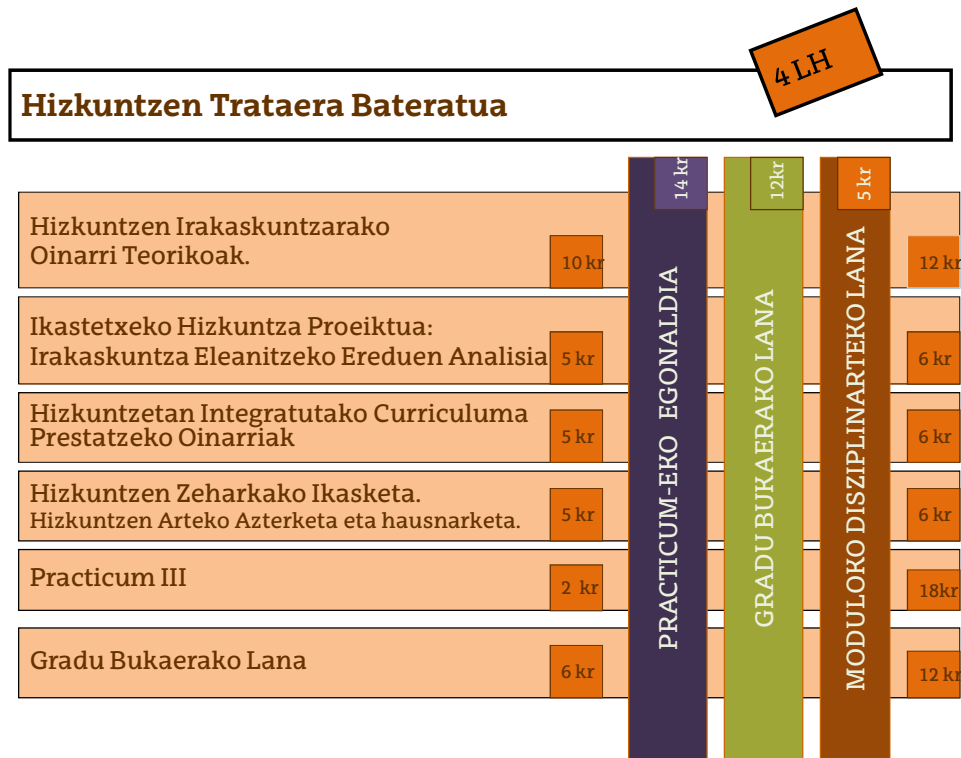 4 LH
Hizkuntzen Trataera Bateratua
14 kr
12kr
5 kr
Hizkuntzen Irakaskuntzarako
Oinarri Teorikoak.
10 kr
12 kr
Ikastetxeko Hizkuntza Proeiktua:
Irakaskuntza Eleanitzeko Ereduen Analisia
5 kr
6 kr
Hizkuntzetan Integratutako Curriculuma
Prestatzeko Oinarriak
5 kr
6 kr
Hizkuntzen Zeharkako Ikasketa.
Hizkuntzen Arteko Azterketa eta hausnarketa.
5 kr
6 kr
Practicum III
2 kr
18kr
Gradu Bukaerako Lana
6 kr
12 kr
PRACTICUM-EKO EGONALDIA
GRADU BUKAERAKO LANA
MODULOKO DISZIPLINARTEKO LANA